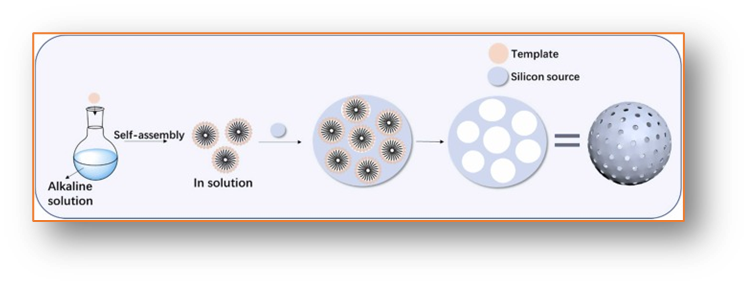 Template
Silicon source
Self-assembly
Alkaline
solution
In solution